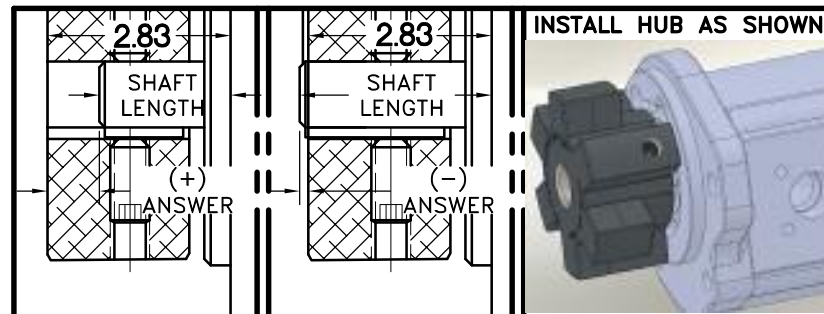 2.83
SHAFT
LENGTH
(+)
ANSWER
2.83
SHAFT
LENGTH
(-)
ANSWER
INSTALL HUB AS SHOWN